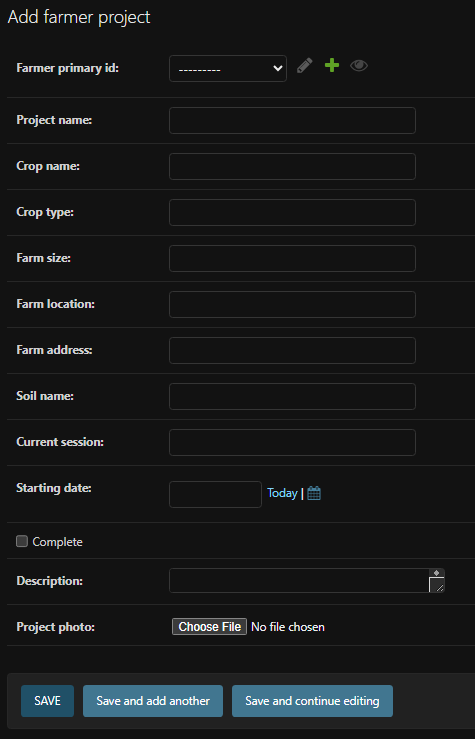 Add farmer project
Farmer primary id: ---------
Project name:
Crop name:
Crop type:
Farm size:
Farm location:
Farm address:
Soil name:
Current session:
Starting date: Today |
Complete
Description:
Project photo: Choose File No file chosen
SAVE Save and add another Save and continue editing